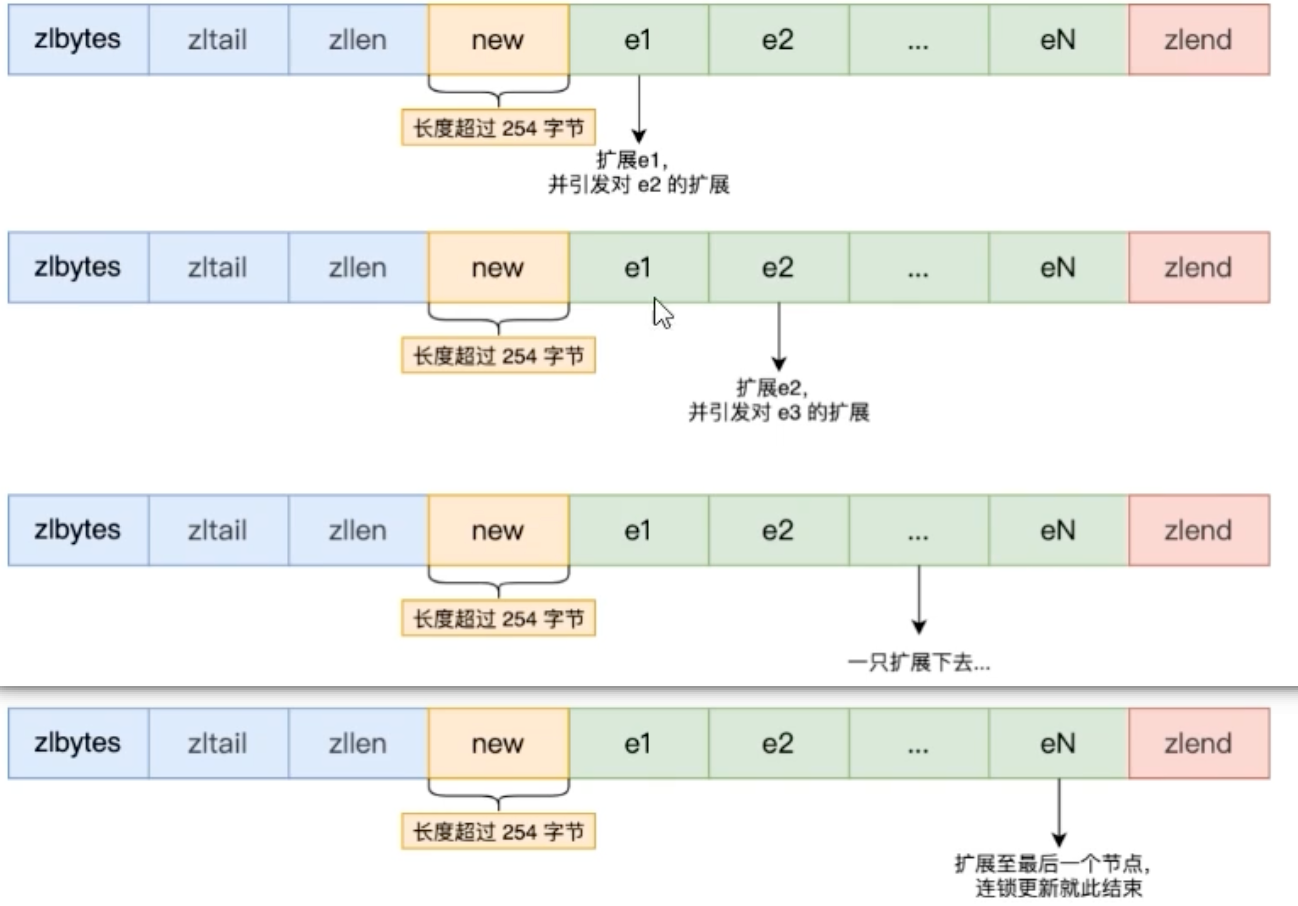 zlbytes zltail zllen new e1 e2 ... eN zlend
长度超过 254 字节
扩展e1,
并引发对 e2 的扩展
zlbytes zltail zllen new e1 e2 ... eN zlend
长度超过 254 字节
扩展e2,
并引发对 e3 的扩展
zlbytes zltail zllen new e1 e2 ... eN zlend
长度超过 254 字节
一只扩展下去...
zlbytes zltail zllen new e1 e2 ... eN zlend
长度超过 254 字节
扩展至最后一个节点,
连锁更新就此结束